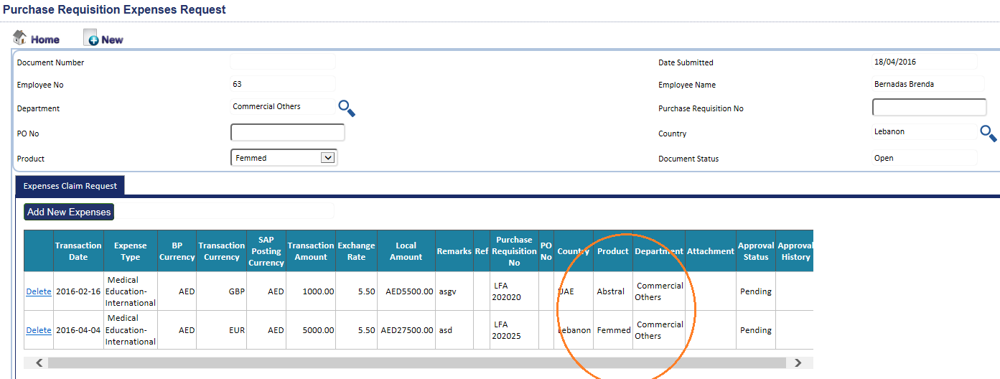 Purchase Requisition Expenses Request
Home New
Document Number
Date Submitted 18/04/2016
Employee No 63
Employee Name Bernadas Brenda
Department Commercial Others
Purchase Requisition No
PO No
Country Lebanon
Product Femmed
Document Status Open
Expenses Claim Request
Add New Expenses
Transaction Date Expense Type BP Currency Transaction Currency SAP Posting Currency Transaction Amount Exchange Rate Local Amount Remarks Ref Purchase Requisition No PO No Country Product Department Attachment Approval Status Approval History
Delete 2016-02-16 Medical Education-International AED GBP AED 1000.00 5.50 AED5500.00 asgv LFA 202020 UAE Abstral Commercial Others Pending
Delete 2016-04-04 Medical Education-International AED EUR AED 5000.00 5.50 AED27500.00 asd LFA 202025 Lebanon Femmed Commercial Others Pending